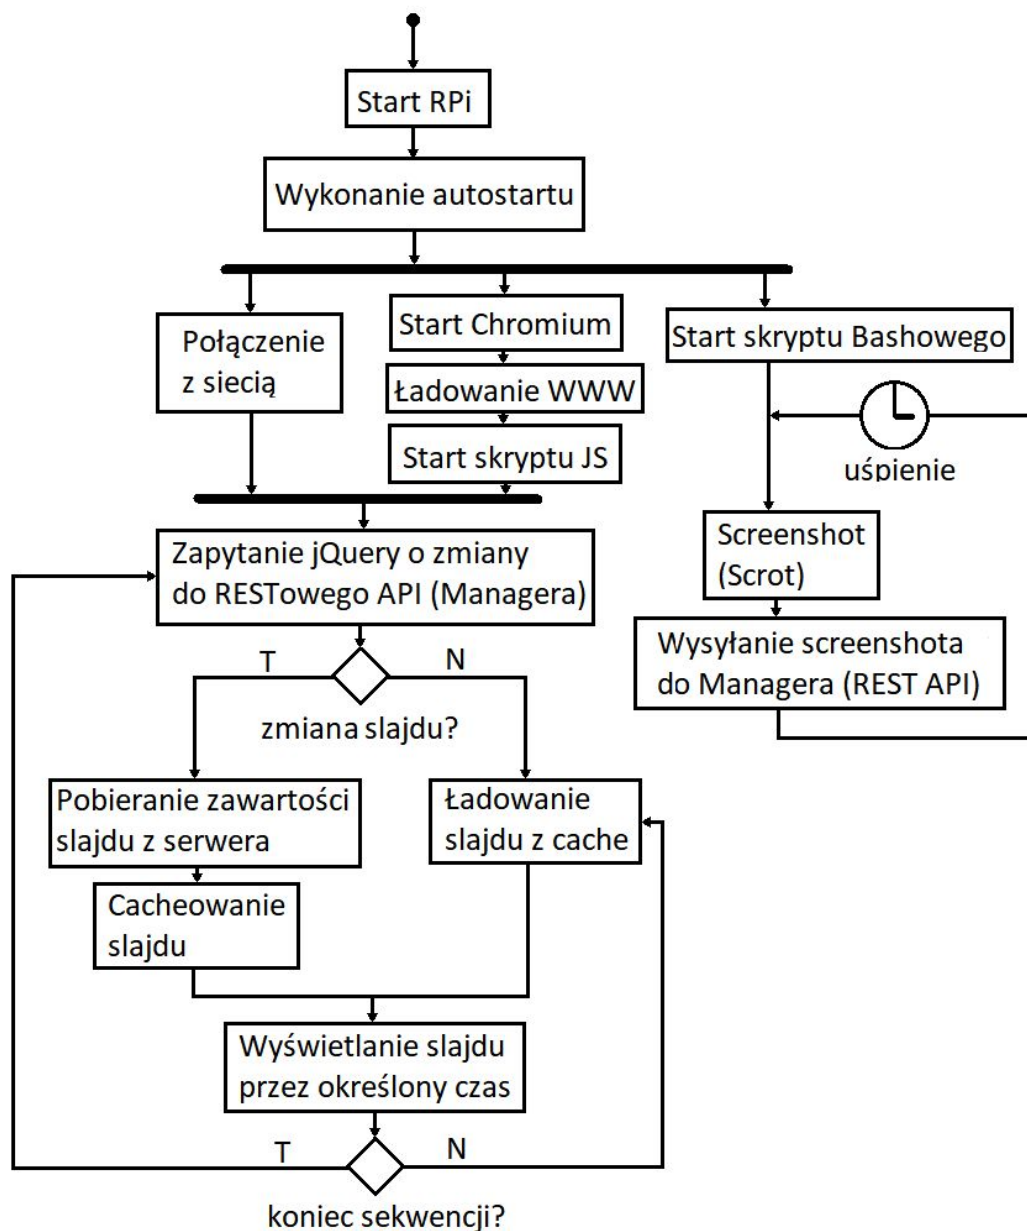 Start RPi
Wykonanie autostartu
Połączenie
z siecią
Start Chromium
Ładowanie WWW
Start skryptu JS
Start skryptu Bashowego
uśpienie
Screenshot
(Scrot)
Wysyłanie screenshota
do Managera (REST API)
Zapytanie jQuery o zmiany
do RESTowego API (Managera)
T
N
zmiana slajdu?
Pobieranie zawartości
slajdu z serwera
Cacheowanie
slajdu
Ładowanie
slajdu z cache
Wyświetlanie slajdu
przez określony czas
T
N
koniec sekwencji?